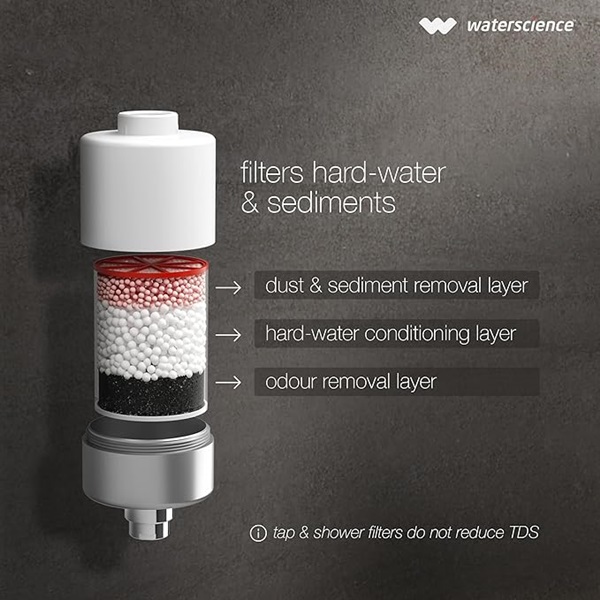 waterscience
filters hard-water
& sediments
dust & sediment removal layer
hard-water conditioning layer
odour removal layer
tap & shower filters do not reduce TDS